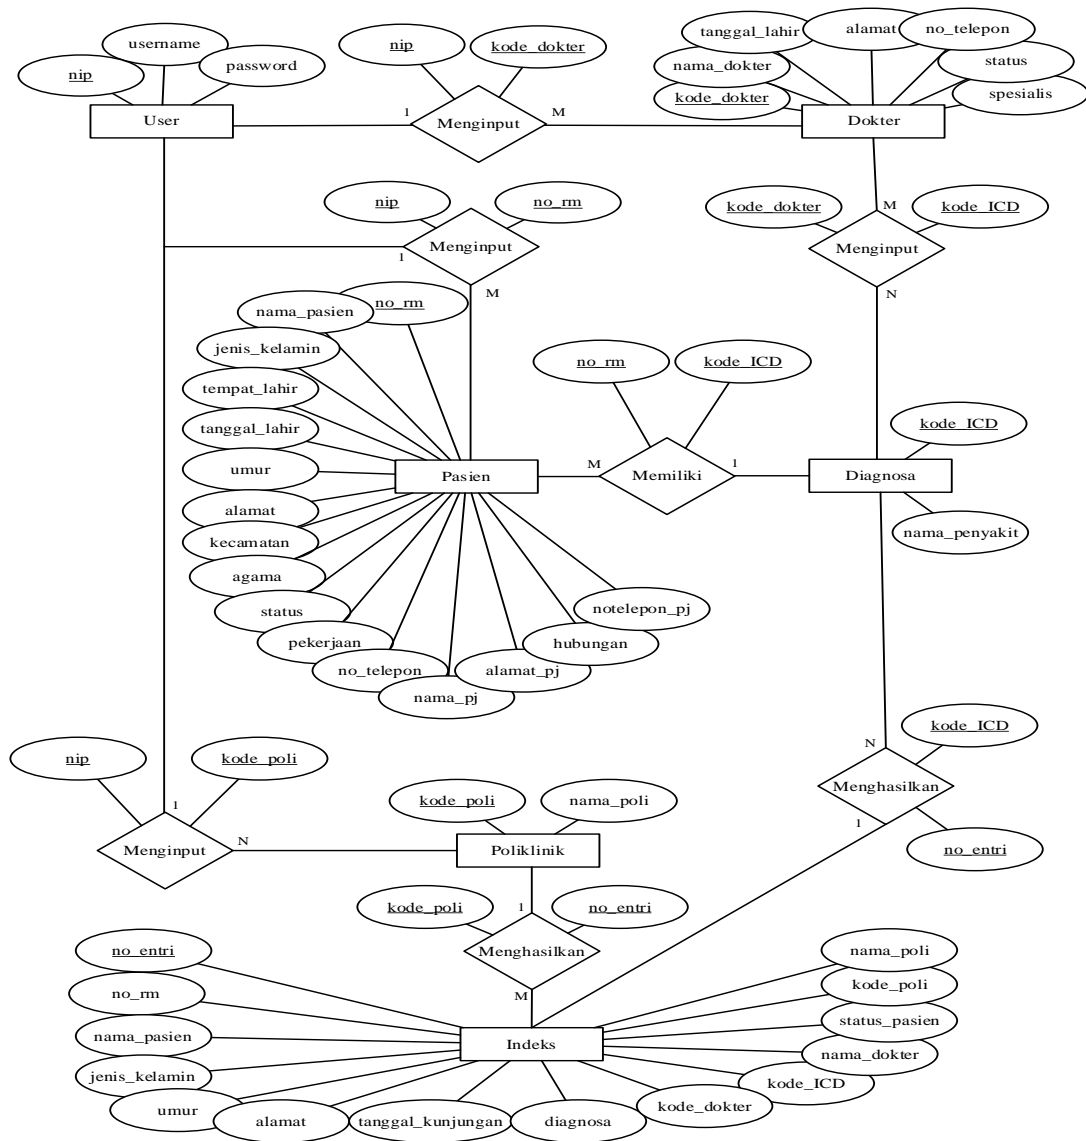 username
nip
password
User
nip
kode_dokter
1
Menginput
M
tanggal_lahir
alamat
no_telepon
nama_dokter
status
kode_dokter
spesialis
Dokter
nip
no_rm
Menginput
1
M
M
kode_dokter
kode_ICD
Menginput
N
no_rm
nama_pasien
jenis_kelamin
tempat_lahir
tanggal_lahir
umur
alamat
kecamatan
agama
status
pekerjaan
no_telepon
nama_pj
alamat_pj
hubungan
notelepon_pj
Pasien
no_rm
kode_ICD
M
Memiliki
1
kode_ICD
Diagnosa
nama_penyakit
nip
kode_poli
1
Menginput
N
kode_poli
nama_poli
Poliklinik
kode_ICD
N
Menghasilkan
1
no_entri
1
kode_poli
no_entri
Menghasilkan
M
no_entri
no_rm
nama_pasien
jenis_kelamin
umur
alamat
tanggal_kunjungan
diagnosa
kode_dokter
kode_ICD
nama_dokter
status_pasien
kode_poli
nama_poli
Indeks